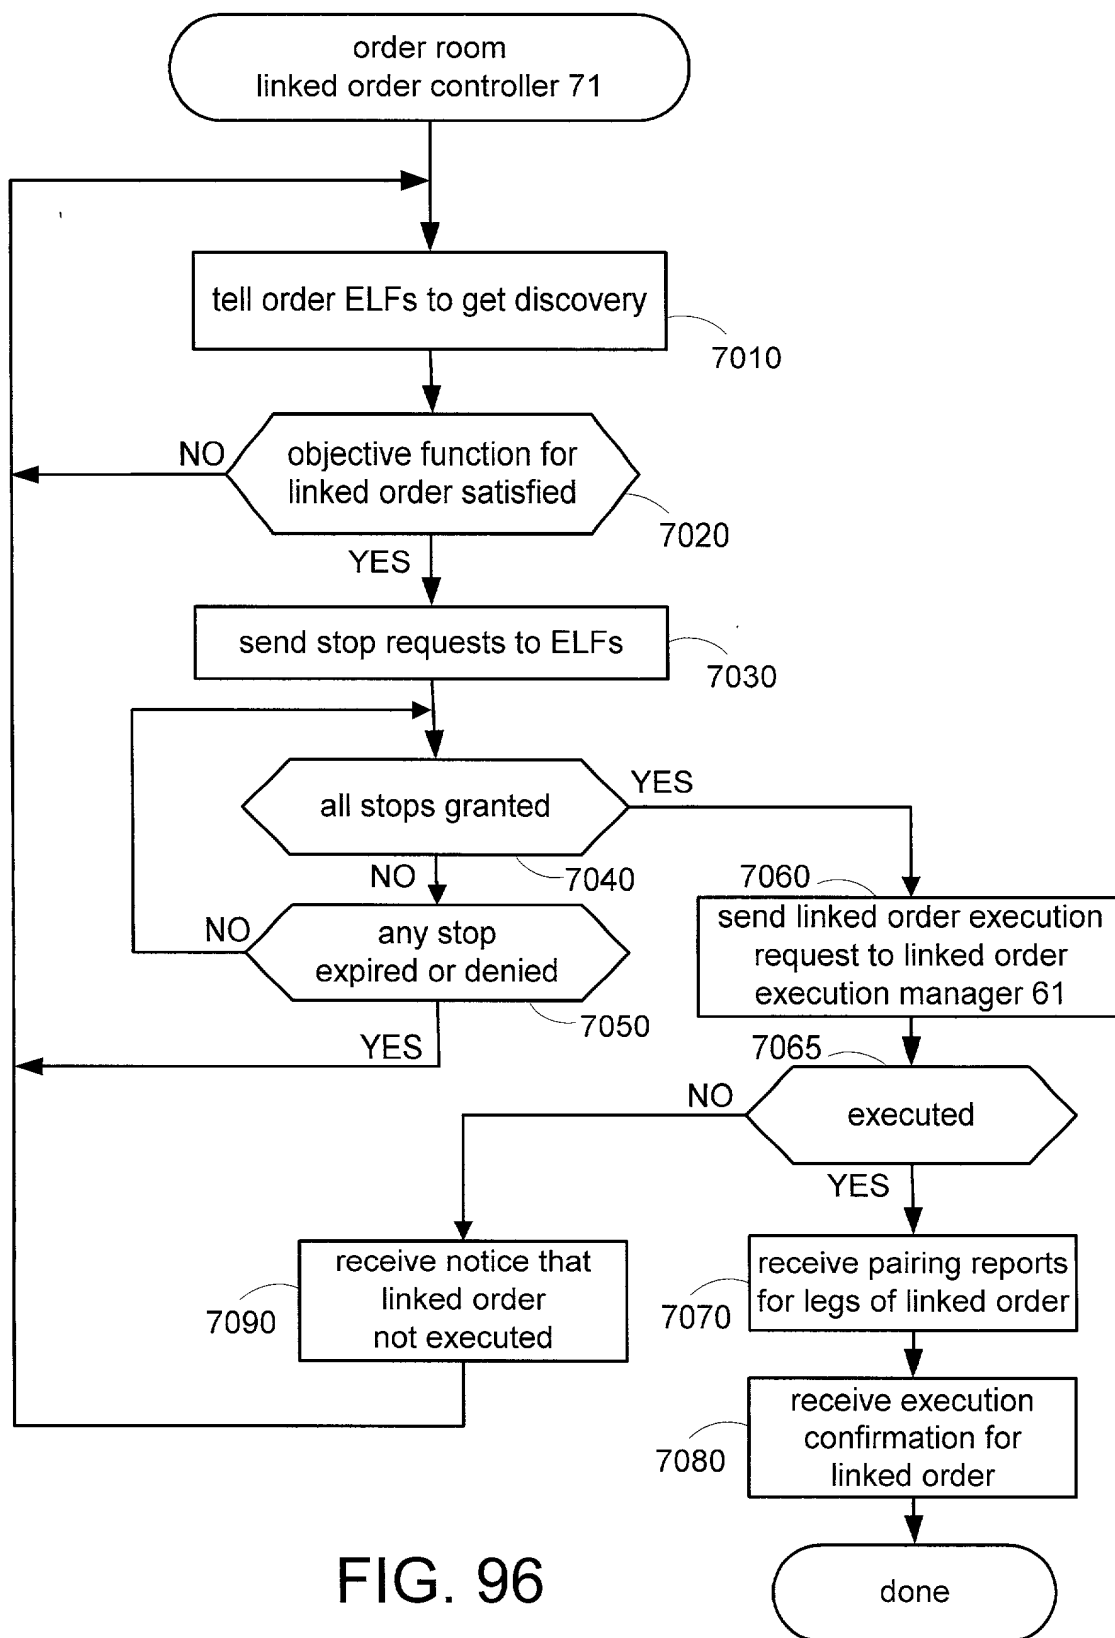 order room
linked order controller 71
tell order ELFs to get discovery
7010
NO
objective function for
linked order satisfied
7020
YES
send stop requests to ELFs
7030
all stops granted
YES
7040
NO
NO
any stop
expired or denied
7050
YES
7060
send linked order execution
request to linked order
execution manager 61
7065
NO
executed
YES
receive notice that
linked order
not executed
7090
receive pairing reports
for legs of linked order
7070
receive execution
confirmation for
linked order
7080
done
FIG. 96